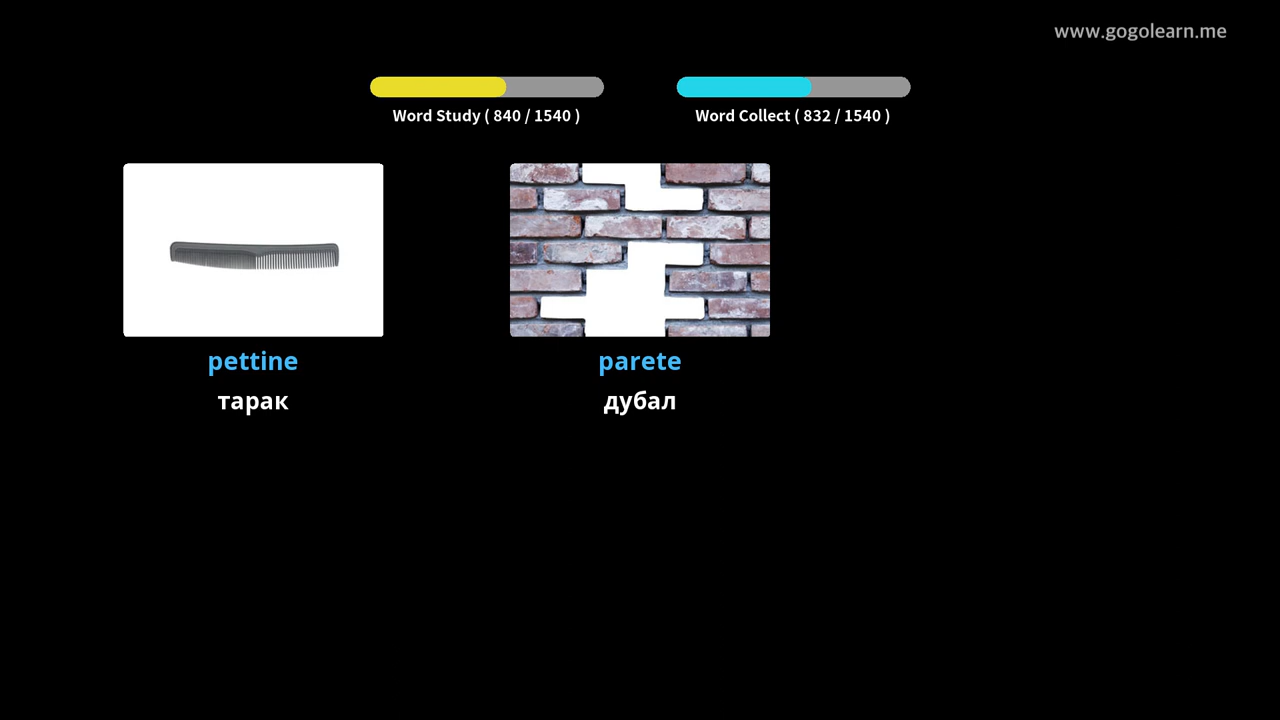 www.gogolearn.me
Word Study ( 840 / 1540 )
Word Collect ( 832 / 1540 )
pettine
тарак
parete
дубал